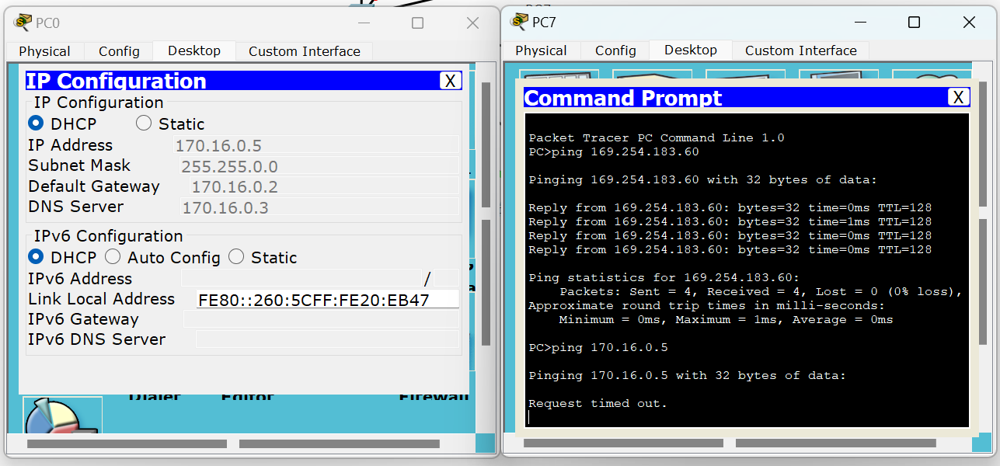 PC7
PC0
Physical
Config
Desktop
Custom Interface
IP Configuration
X
IP Configuration
DHCP
Static
IP Address
170.16.0.5
Subnet Mask
255.255.0.0
Default Gateway
170.16.0.2
DNS Server
170.16.0.3
IPv6 Configuration
DHCP
Auto Config
Static
IPv6 Address
/
Link Local Address
FE80::260:5CFF:FE20:EB47
IPv6 Gateway
IPv6 DNS Server
Dialer
Editor
Firewall
PC7
Physical
Config
Desktop
Custom Interface
Command Prompt
X
Packet Tracer PC Command Line 1.0
PC>ping 169.254.183.60
Pinging 169.254.183.60 with 32 bytes of data:
Reply from 169.254.183.60: bytes=32 time=0ms TTL=128
Reply from 169.254.183.60: bytes=32 time=1ms TTL=128
Reply from 169.254.183.60: bytes=32 time=0ms TTL=128
Reply from 169.254.183.60: bytes=32 time=0ms TTL=128
Ping statistics for 169.254.183.60:
Packets: Sent = 4, Received = 4, Lost = 0 (0% loss),
Approximate round trip times in milli-seconds:
Minimum = 0ms, Maximum = 1ms, Average = 0ms
PC>ping 170.16.0.5
Pinging 170.16.0.5 with 32 bytes of data:
Request timed out.